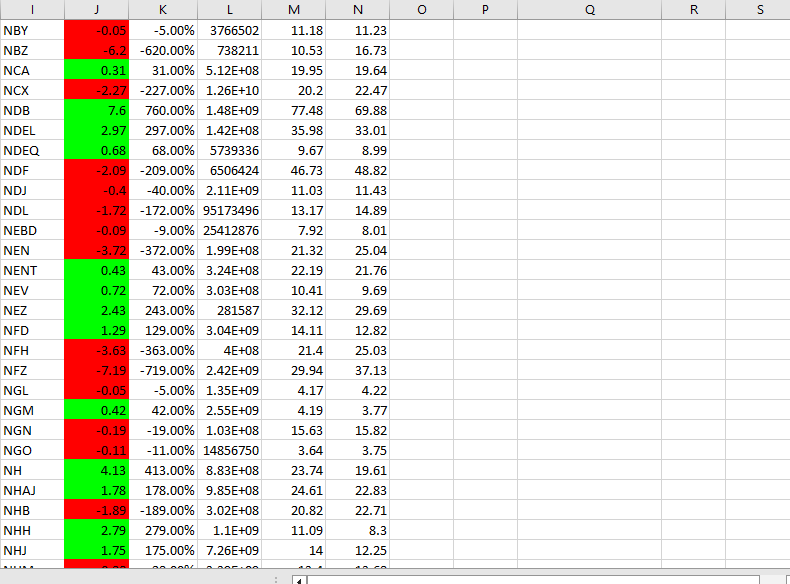 I J K L M N O P Q R S
NBY -0.05 -5.00% 3766502 11.18 11.23
NBZ -6.2 -620.00% 738211 10.53 16.73
NCA 0.31 31.00% 5.12E+08 19.95 19.64
NCX -2.27 -227.00% 1.26E+10 20.2 22.47
NDB 7.6 760.00% 1.48E+09 77.48 69.88
NDEL 2.97 297.00% 1.42E+08 35.98 33.01
NDEQ 0.68 68.00% 5739336 9.67 8.99
NDF -2.09 -209.00% 6506424 46.73 48.82
NDJ -0.4 -40.00% 2.11E+09 11.03 11.43
NDL -1.72 -172.00% 95173496 13.17 14.89
NEBD -0.09 -9.00% 25412876 7.92 8.01
NEN -3.72 -372.00% 1.99E+08 21.32 25.04
NENT 0.43 43.00% 3.24E+08 22.19 21.76
NEV 0.72 72.00% 3.03E+08 10.41 9.69
NEZ 2.43 243.00% 281587 32.12 29.69
NFD 1.29 129.00% 3.04E+09 14.11 12.82
NFH -3.63 -363.00% 4E+08 21.4 25.03
NFZ -7.19 -719.00% 2.42E+09 29.94 37.13
NGL -0.05 -5.00% 1.35E+09 4.17 4.22
NGM 0.42 42.00% 2.55E+09 4.19 3.77
NGN -0.19 -19.00% 1.03E+08 15.63 15.82
NGO -0.11 -11.00% 14856750 3.64 3.75
NH 4.13 413.00% 8.83E+08 23.74 19.61
NHAJ 1.78 178.00% 9.85E+08 24.61 22.83
NHB -1.89 -189.00% 3.02E+08 20.82 22.71
NHH 2.79 279.00% 1.1E+09 11.09 8.3
NHJ 1.75 175.00% 7.26E+09 14 12.25